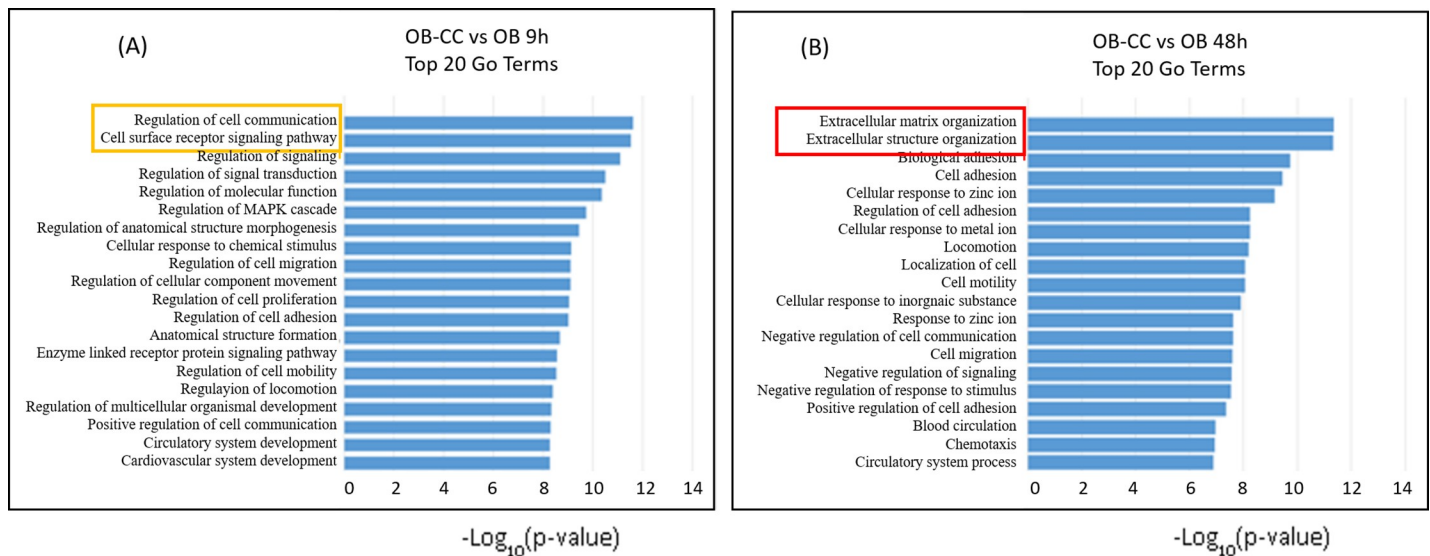 (A)
OB-CC vs OB 9h
Top 20 Go Terms
Regulation of cell communication
Cell surface receptor signaling pathway
Regulation of signaling
Regulation of signal transduction
Regulation of molecular function
Regulation of MAPK cascade
Regulation of anatomical structure morphogenesis
Cellular response to chemical stimulus
Regulation of cell migration
Regulation of cellular component movement
Regulation of cell proliferation
Regulation of cell adhesion
Anatomical structure formation
Enzyme linked receptor protein signaling pathway
Regulation of cell mobility
Regulayion of locomotion
Regulation of multicellular organismal development
Positive regulation of cell communication
Circulatory system development
Cardiovascular system development
0 2 4 6 8 10 12 14
-Log10(p-value)
(B)
OB-CC vs OB 48h
Top 20 Go Terms
Extracellular matrix organization
Extracellular structure organization
Biological adhesion
Cell adhesion
Cellular response to zinc ion
Regulation of cell adhesion
Cellular response to metal ion
Locomotion
Localization of cell
Cell motility
Cellular response to inorgnaic substance
Response to zinc ion
Negative regulation of cell communication
Cell migration
Negative regulation of signaling
Negative regulation of response to stimulus
Positive regulation of cell adhesion
Blood circulation
Chemotaxis
Circulatory system process
0 2 4 6 8 10 12 14
-Log10(p-value)